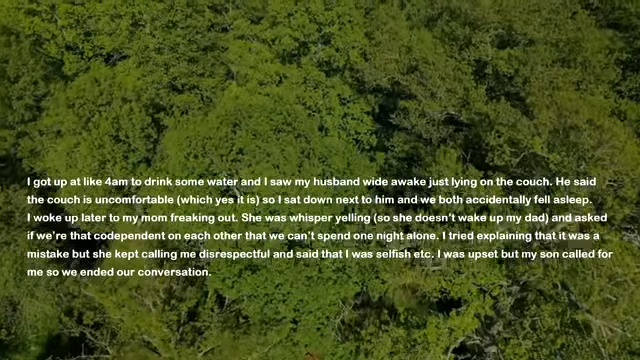 I got up at like 4am to drink some water and I saw my husband wide awake just lying on the couch. He said
the couch is uncomfortable (which yes it is) so I sat down next to him and we both accidentally fell asleep.
I woke up later to my mom freaking out. She was whisper yelling (so she doesn't wake up my dad) and asked
if we're that codependent on each other that we can't spend one night alone. I tried explaining that it was a
mistake but she kept calling me disrespectful and said that I was selfish etc. I was upset but my son called for
me so we ended our conversation.